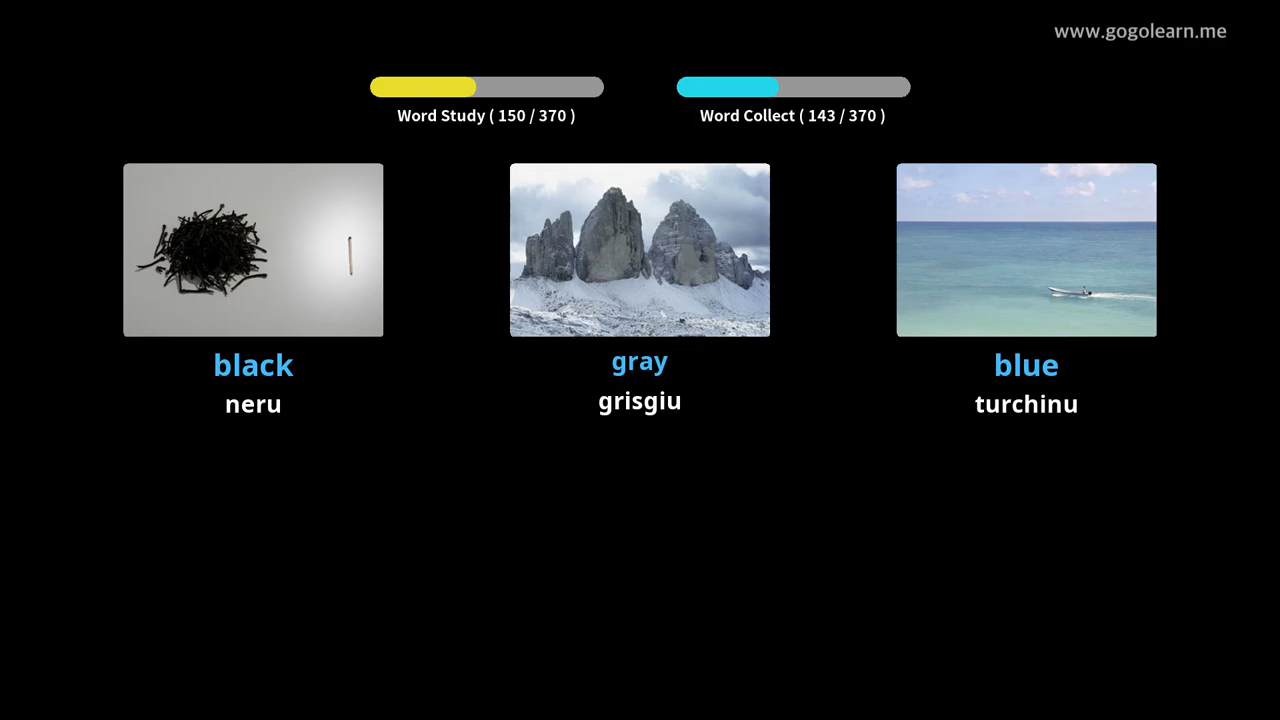 www.gogolearn.me
Word Study ( 150 / 370 )
Word Collect ( 143 / 370 )
black
gray
blue
neru
grisgiu
turchinu